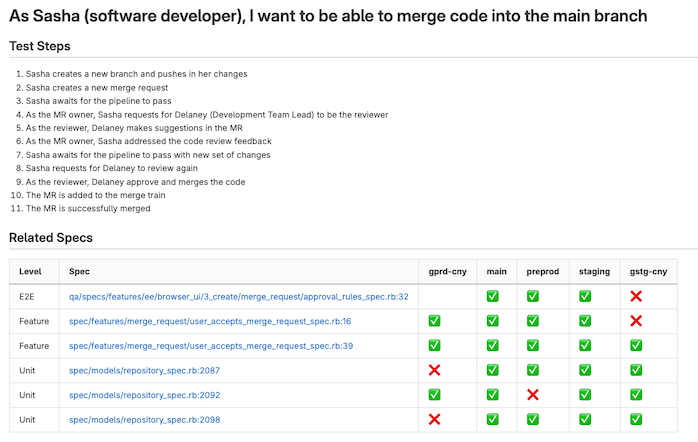 As Sasha (software developer), I want to be able to merge code into the main branch
Test Steps
1. Sasha creates a new branch and pushes in her changes
2. Sasha creates a new merge request
3. Sasha awaits for the pipeline to pass
4. As the MR owner, Sasha requests for Delaney (Development Team Lead) to be the reviewer
5. As the reviewer, Delaney makes suggestions in the MR
6. As the MR owner, Sasha addressed the code review feedback
7. Sasha awaits for the pipeline to pass with new set of changes
8. Sasha requests for Delaney to review again
9. As the reviewer, Delaney approve and merges the code
10. The MR is added to the merge train
11. The MR is successfully merged
Related Specs
Level Spec gprd-cny main preprod staging gstg-cny
E2E qa/specs/features/ee/browser_ui/3_create/merge_request/approval_rules_spec.rb:32 ✅ ✅ ✅ ❌
Feature spec/features/merge_request/user_accepts_merge_request_spec.rb:16 ✅ ✅ ✅ ✅ ❌
Feature spec/features/merge_request/user_accepts_merge_request_spec.rb:39 ✅ ✅ ✅ ✅ ✅
Unit spec/models/repository_spec.rb:2087 ❌ ✅ ✅ ✅ ✅
Unit spec/models/repository_spec.rb:2092 ✅ ✅ ❌ ✅ ✅
Unit spec/models/repository_spec.rb:2098 ❌ ✅ ✅ ✅ ✅